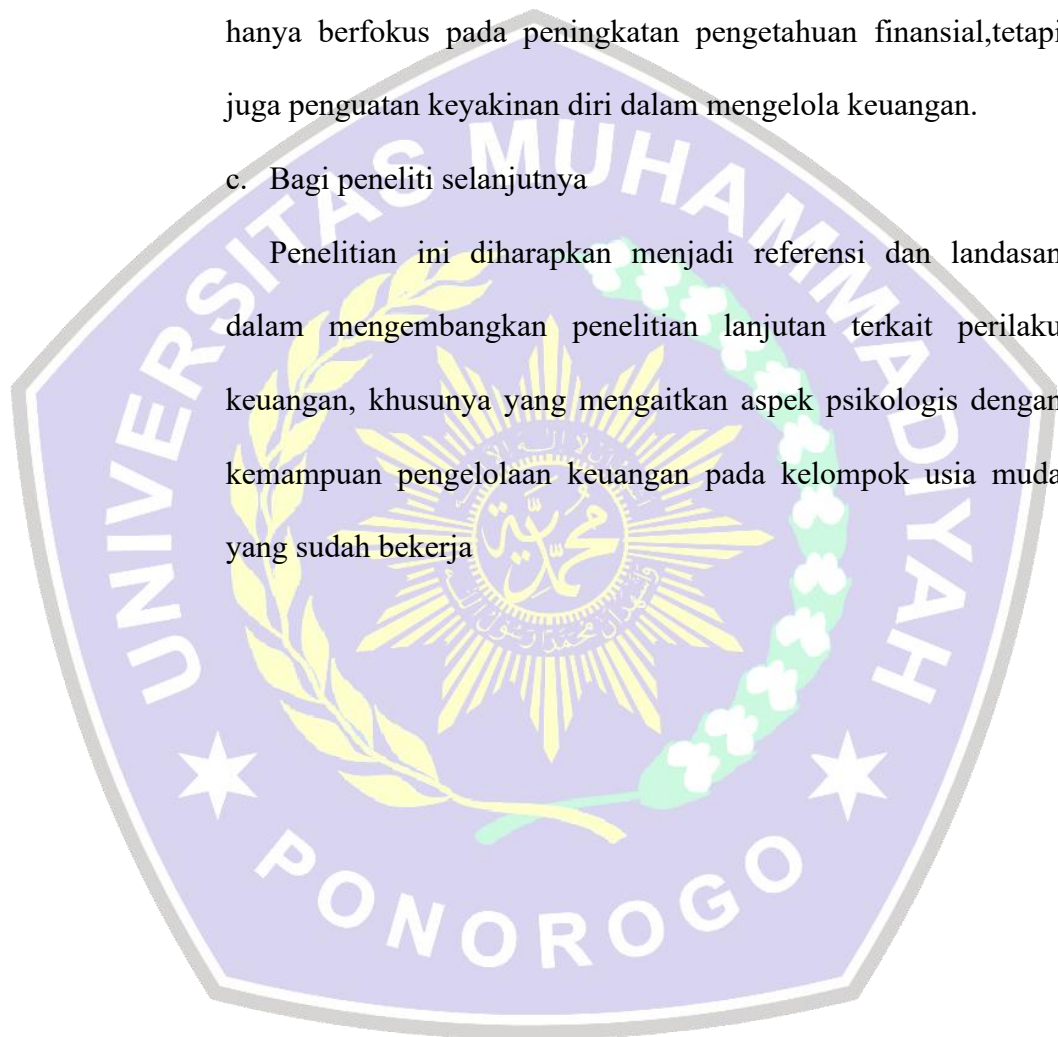 hanya berfokus pada peningkatan pengetahuan finansial,tetapi
juga penguatan keyakinan diri dalam mengelola keuangan.
c. Bagi peneliti selanjutnya
Penelitian ini diharapkan menjadi referensi dan landasan
dalam mengembangkan penelitian lanjutan terkait perilaku
keuangan, khusunya yang mengaitkan aspek psikologis dengan
kemampuan pengelolaan keuangan pada kelompok usia muda
yang sudah bekerja
UNIVERSITAS MUHAMMADIYAH
PONOROGO
محمدية